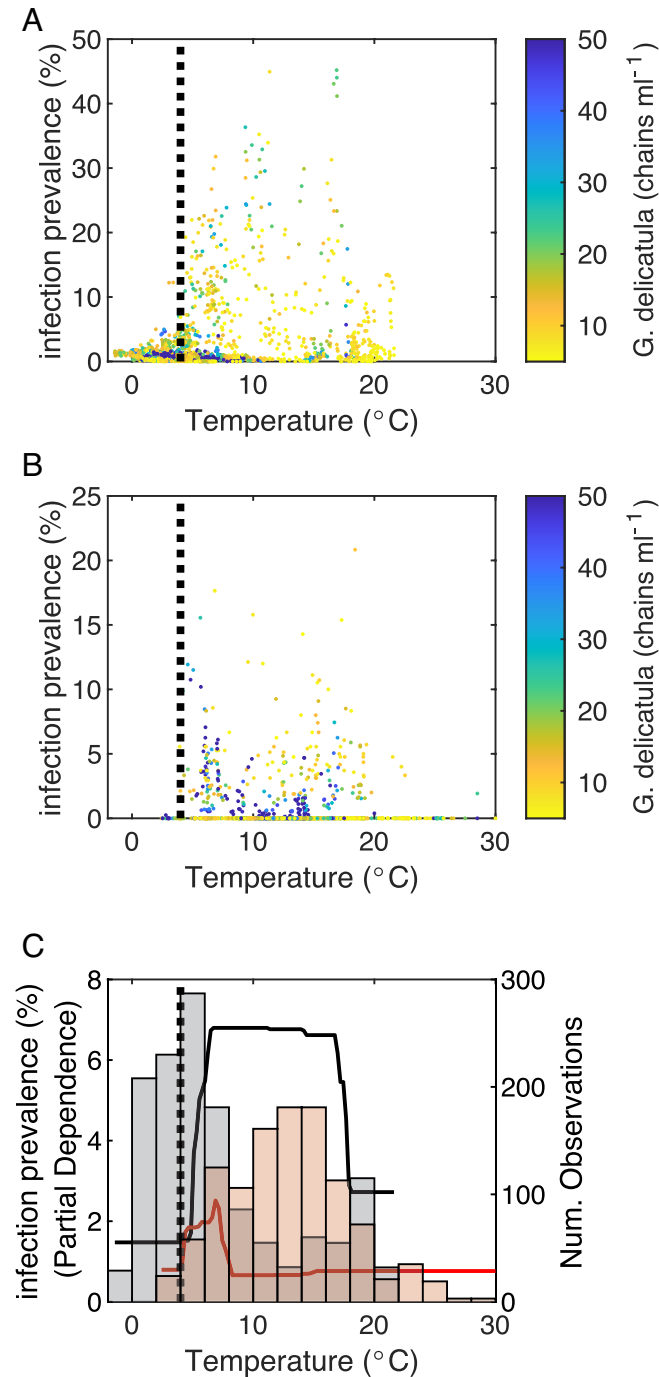 A
50
40
30
20
10
0
infection prevalence (%)
0 10 20 30
Temperature (°C)
50
40
30
20
10
G. delicatula (chains ml⁻¹)
B
25
20
15
10
5
0
infection prevalence (%)
0 10 20 30
Temperature (°C)
50
40
30
20
10
G. delicatula (chains ml⁻¹)
C
8
6
4
2
0
infection prevalence (%)
(Partial Dependence)
300
200
100
0
Num. Observations
0 10 20 30
Temperature (°C)